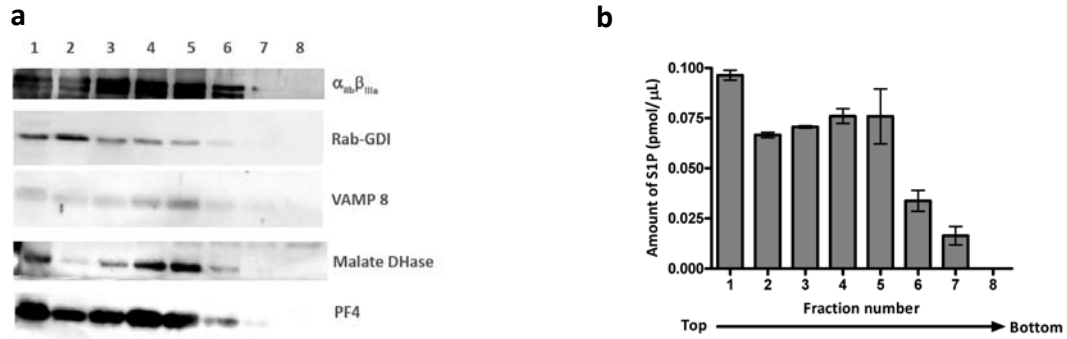 a
1 2 3 4 5 6 7 8
αIIbβIIIa
Rab-GDI
VAMP 8
Malate DHase
PF4
b
Amount of S1P (pmol/μL)
0.100
0.075
0.050
0.025
0.000
1 2 3 4 5 6 7 8
Fraction number
Top Bottom